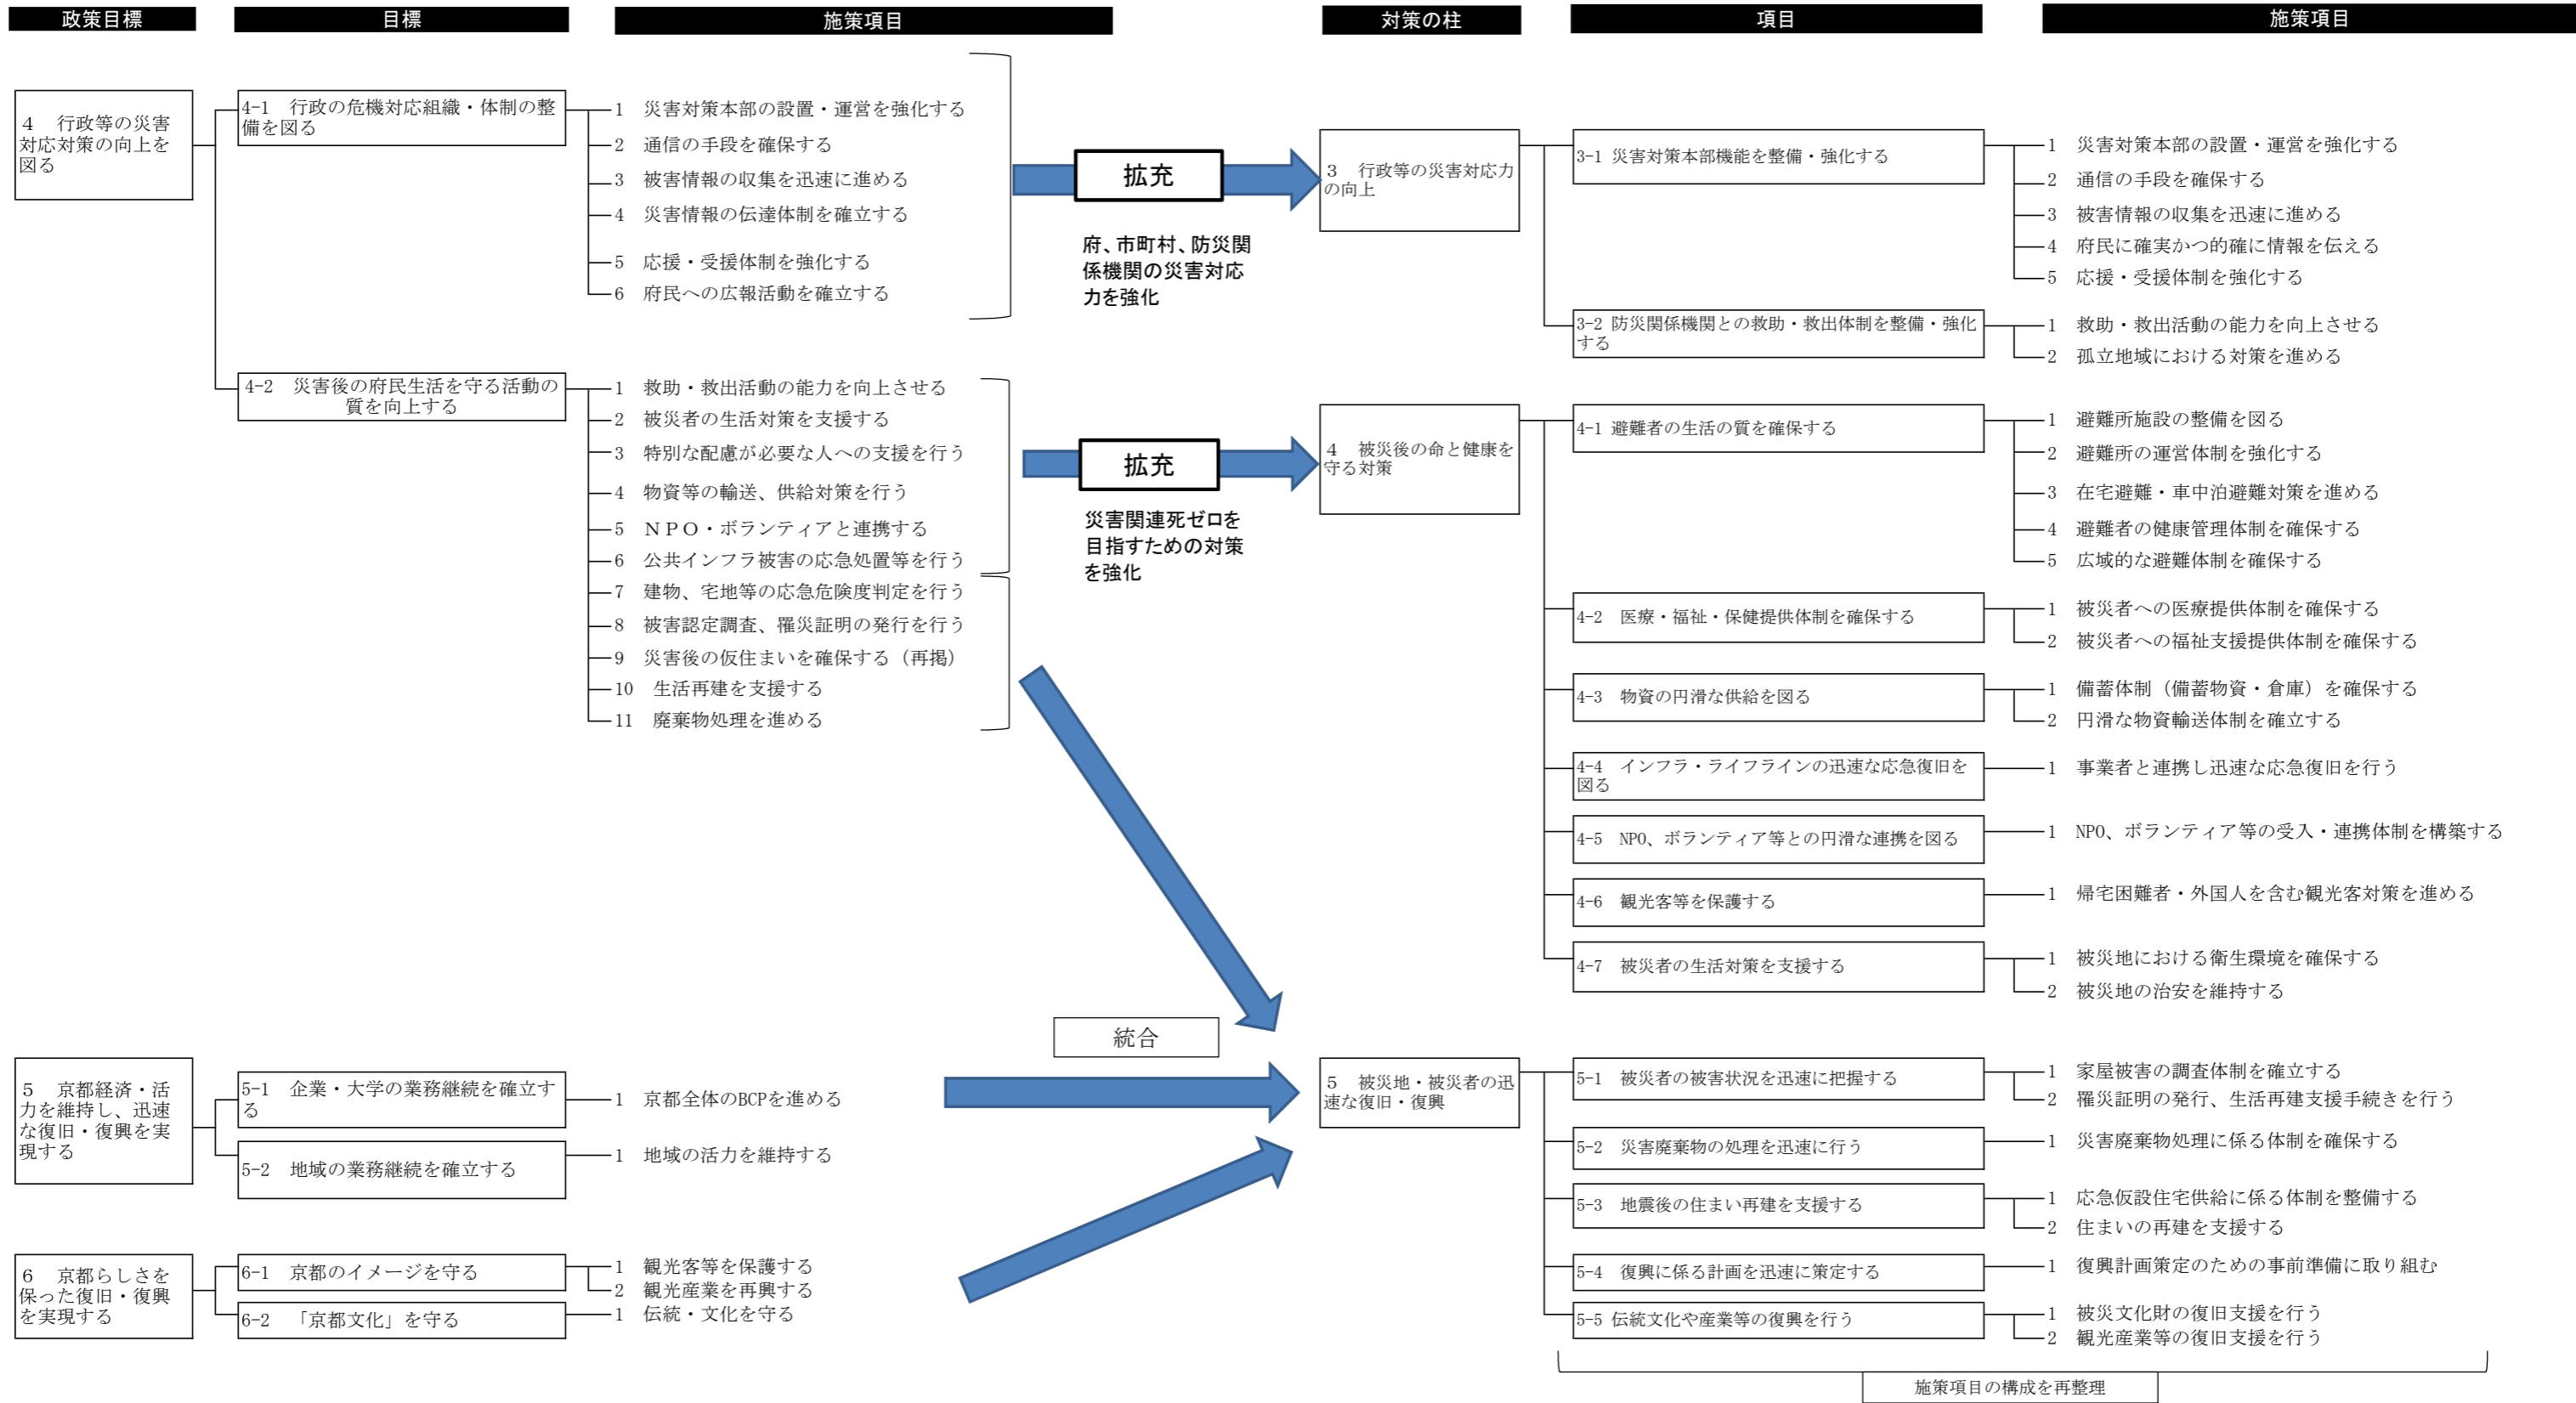 政策目標
目標
施策項目
対策の柱
項目
施策項目
4　行政等の災害
対応対策の向上を
図る
4-1　行政の危機対応組織・体制の整
備を図る
1　災害対策本部の設置・運営を強化する
2　通信の手段を確保する
3　被害情報の収集を迅速に進める
4　災害情報の伝達体制を確立する
5　応援・受援体制を強化する
6　府民への広報活動を確立する
4-2　災害後の府民生活を守る活動の
質を向上する
1　救助・救出活動の能力を向上させる
2　被災者の生活対策を支援する
3　特別な配慮が必要な人への支援を行う
4　物資等の輸送、供給対策を行う
5　ＮＰＯ・ボランティアと連携する
6　公共インフラ被害の応急処置等を行う
7　建物、宅地等の応急危険度判定を行う
8　被害認定調査、罹災証明の発行を行う
9　災害後の仮住まいを確保する（再掲）
10　生活再建を支援する
11　廃棄物処理を進める
5　京都経済・活
力を維持し、迅速
な復旧・復興を実
現する
5-1　企業・大学の業務継続を確立す
る
1　京都全体のBCPを進める
5-2　地域の業務継続を確立する
1　地域の活力を維持する
6　京都らしさを
保った復旧・復興
を実現する
6-1　京都のイメージを守る
1　観光客等を保護する
2　観光産業を再興する
6-2　「京都文化」を守る
1　伝統・文化を守る
拡充
府、市町村、防災関
係機関の災害対応
力を強化
拡充
災害関連死ゼロを
目指すための対策
を強化
統合
3　行政等の災害対応力
の向上
3-1 災害対策本部機能を整備・強化する
1　災害対策本部の設置・運営を強化する
2　通信の手段を確保する
3　被害情報の収集を迅速に進める
4　府民に確実かつ的確に情報を伝える
5　応援・受援体制を強化する
3-2 防災関係機関との救助・救出体制を整備・強化
する
1　救助・救出活動の能力を向上させる
2　孤立地域における対策を進める
4　被災後の命と健康を
守る対策
4-1 避難者の生活の質を確保する
1　避難所施設の整備を図る
2　避難所の運営体制を強化する
3　在宅避難・車中泊避難対策を進める
4　避難者の健康管理体制を確保する
5　広域的な避難体制を確保する
4-2　医療・福祉・保健提供体制を確保する
1　被災者への医療提供体制を確保する
2　被災者への福祉支援提供体制を確保する
4-3　物資の円滑な供給を図る
1　備蓄体制（備蓄物資・倉庫）を確保する
2　円滑な物資輸送体制を確立する
4-4　インフラ・ライフラインの迅速な応急復旧を
図る
1　事業者と連携し迅速な応急復旧を行う
4-5　NPO、ボランティア等との円滑な連携を図る
1　NPO、ボランティア等の受入・連携体制を構築する
4-6　観光客等を保護する
1　帰宅困難者・外国人を含む観光客対策を進める
4-7　被災者の生活対策を支援する
1　被災地における衛生環境を確保する
2　被災地の治安を維持する
5　被災地・被災者の迅
速な復旧・復興
5-1　被災者の被害状況を迅速に把握する
1　家屋被害の調査体制を確立する
2　罹災証明の発行、生活再建支援手続きを行う
5-2　災害廃棄物の処理を迅速に行う
1　災害廃棄物処理に係る体制を確保する
5-3　地震後の住まい再建を支援する
1　応急仮設住宅供給に係る体制を整備する
2　住まいの再建を支援する
5-4　復興に係る計画を迅速に策定する
1　復興計画策定のための事前準備に取り組む
5-5 伝統文化や産業等の復興を行う
1　被災文化財の復旧支援を行う
2　観光産業等の復旧支援を行う
施策項目の構成を再整理